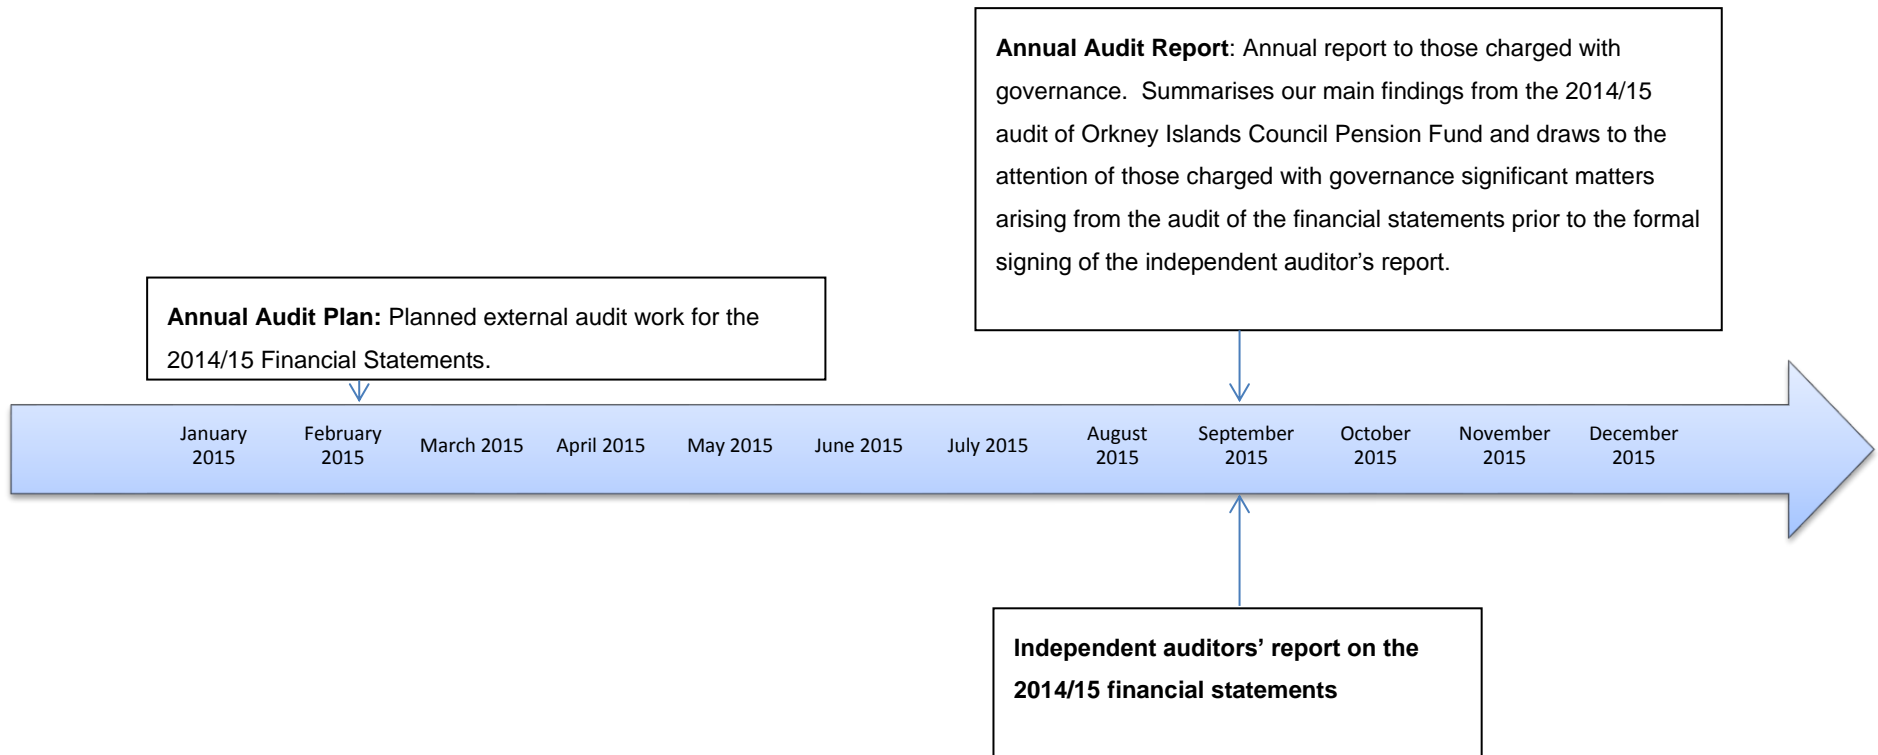 Annual Audit Report: Annual report to those charged with
governance.  Summarises our main findings from the 2014/15
audit of Orkney Islands Council Pension Fund and draws to the
attention of those charged with governance significant matters
arising from the audit of the financial statements prior to the formal
signing of the independent auditor’s report.
Annual Audit Plan: Planned external audit work for the
2014/15 Financial Statements.
January
2015
February
2015
March 2015
April 2015
May 2015
June 2015
July 2015
August
2015
September
2015
October
2015
November
2015
December
2015
Independent auditors’ report on the
2014/15 financial statements